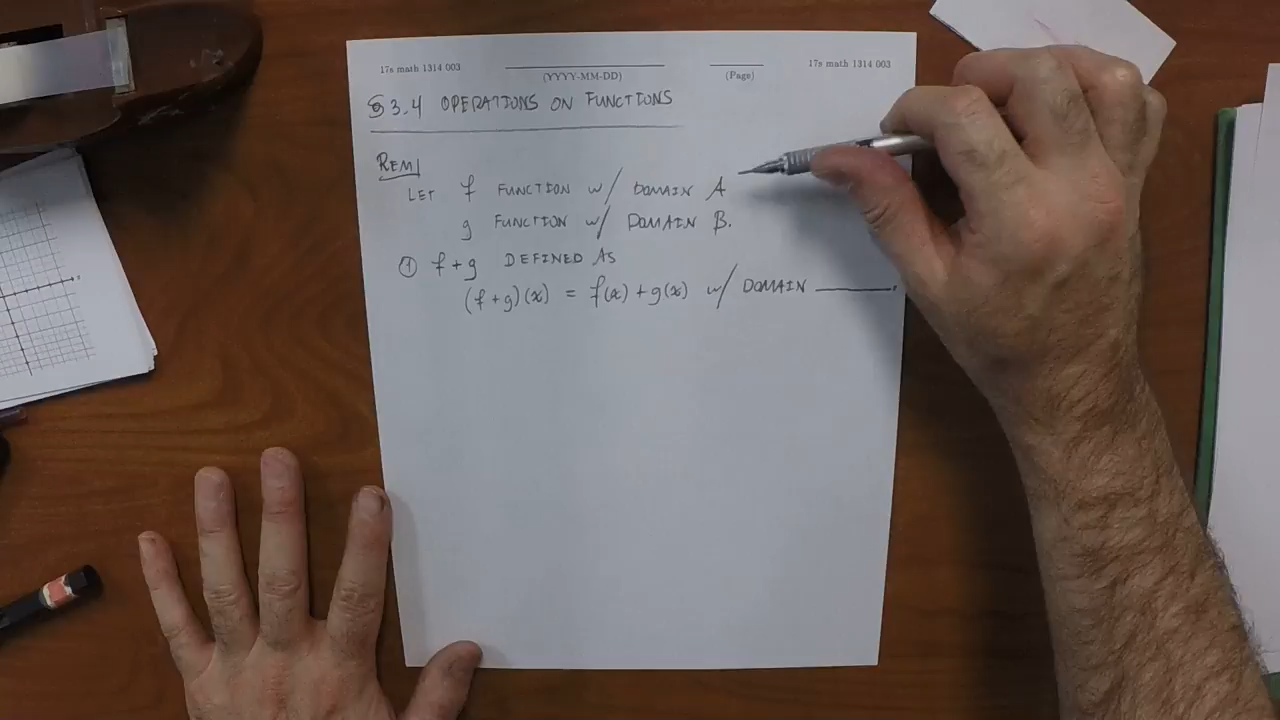 17s math 1314 003 (YYYY-MM-DD) (Page) 17s math 1314 003
§3.4 OPERATIONS ON FUNCTIONS
REM
LET f FUNCTION w/ DOMAIN A
g FUNCTION w/ DOMAIN B.
① f+g DEFINED AS
(f+g)(x) = f(x)+g(x) w/ DOMAIN ______.